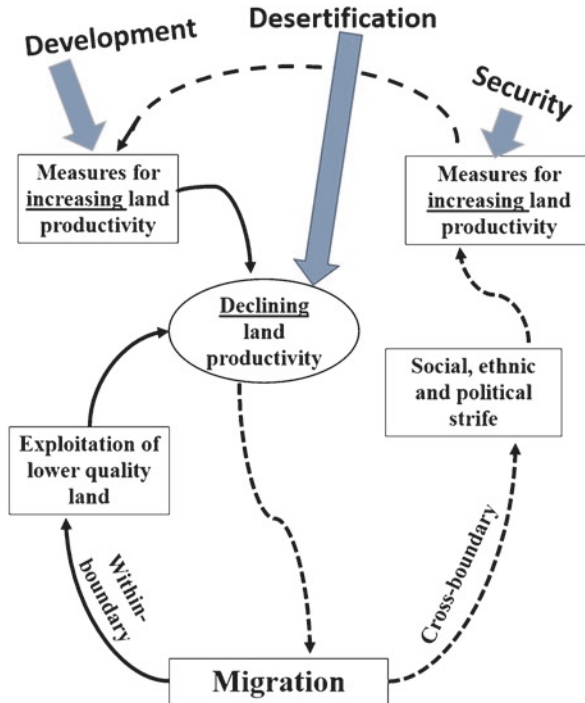 Development
Desertification
Security
Measures for
increasing land
productivity
Measures for
increasing land
productivity
Declining
land
productivity
Social, ethnic
and political
strife
Exploitation of
lower quality
land
Within-
boundary
Cross-boundary
Migration